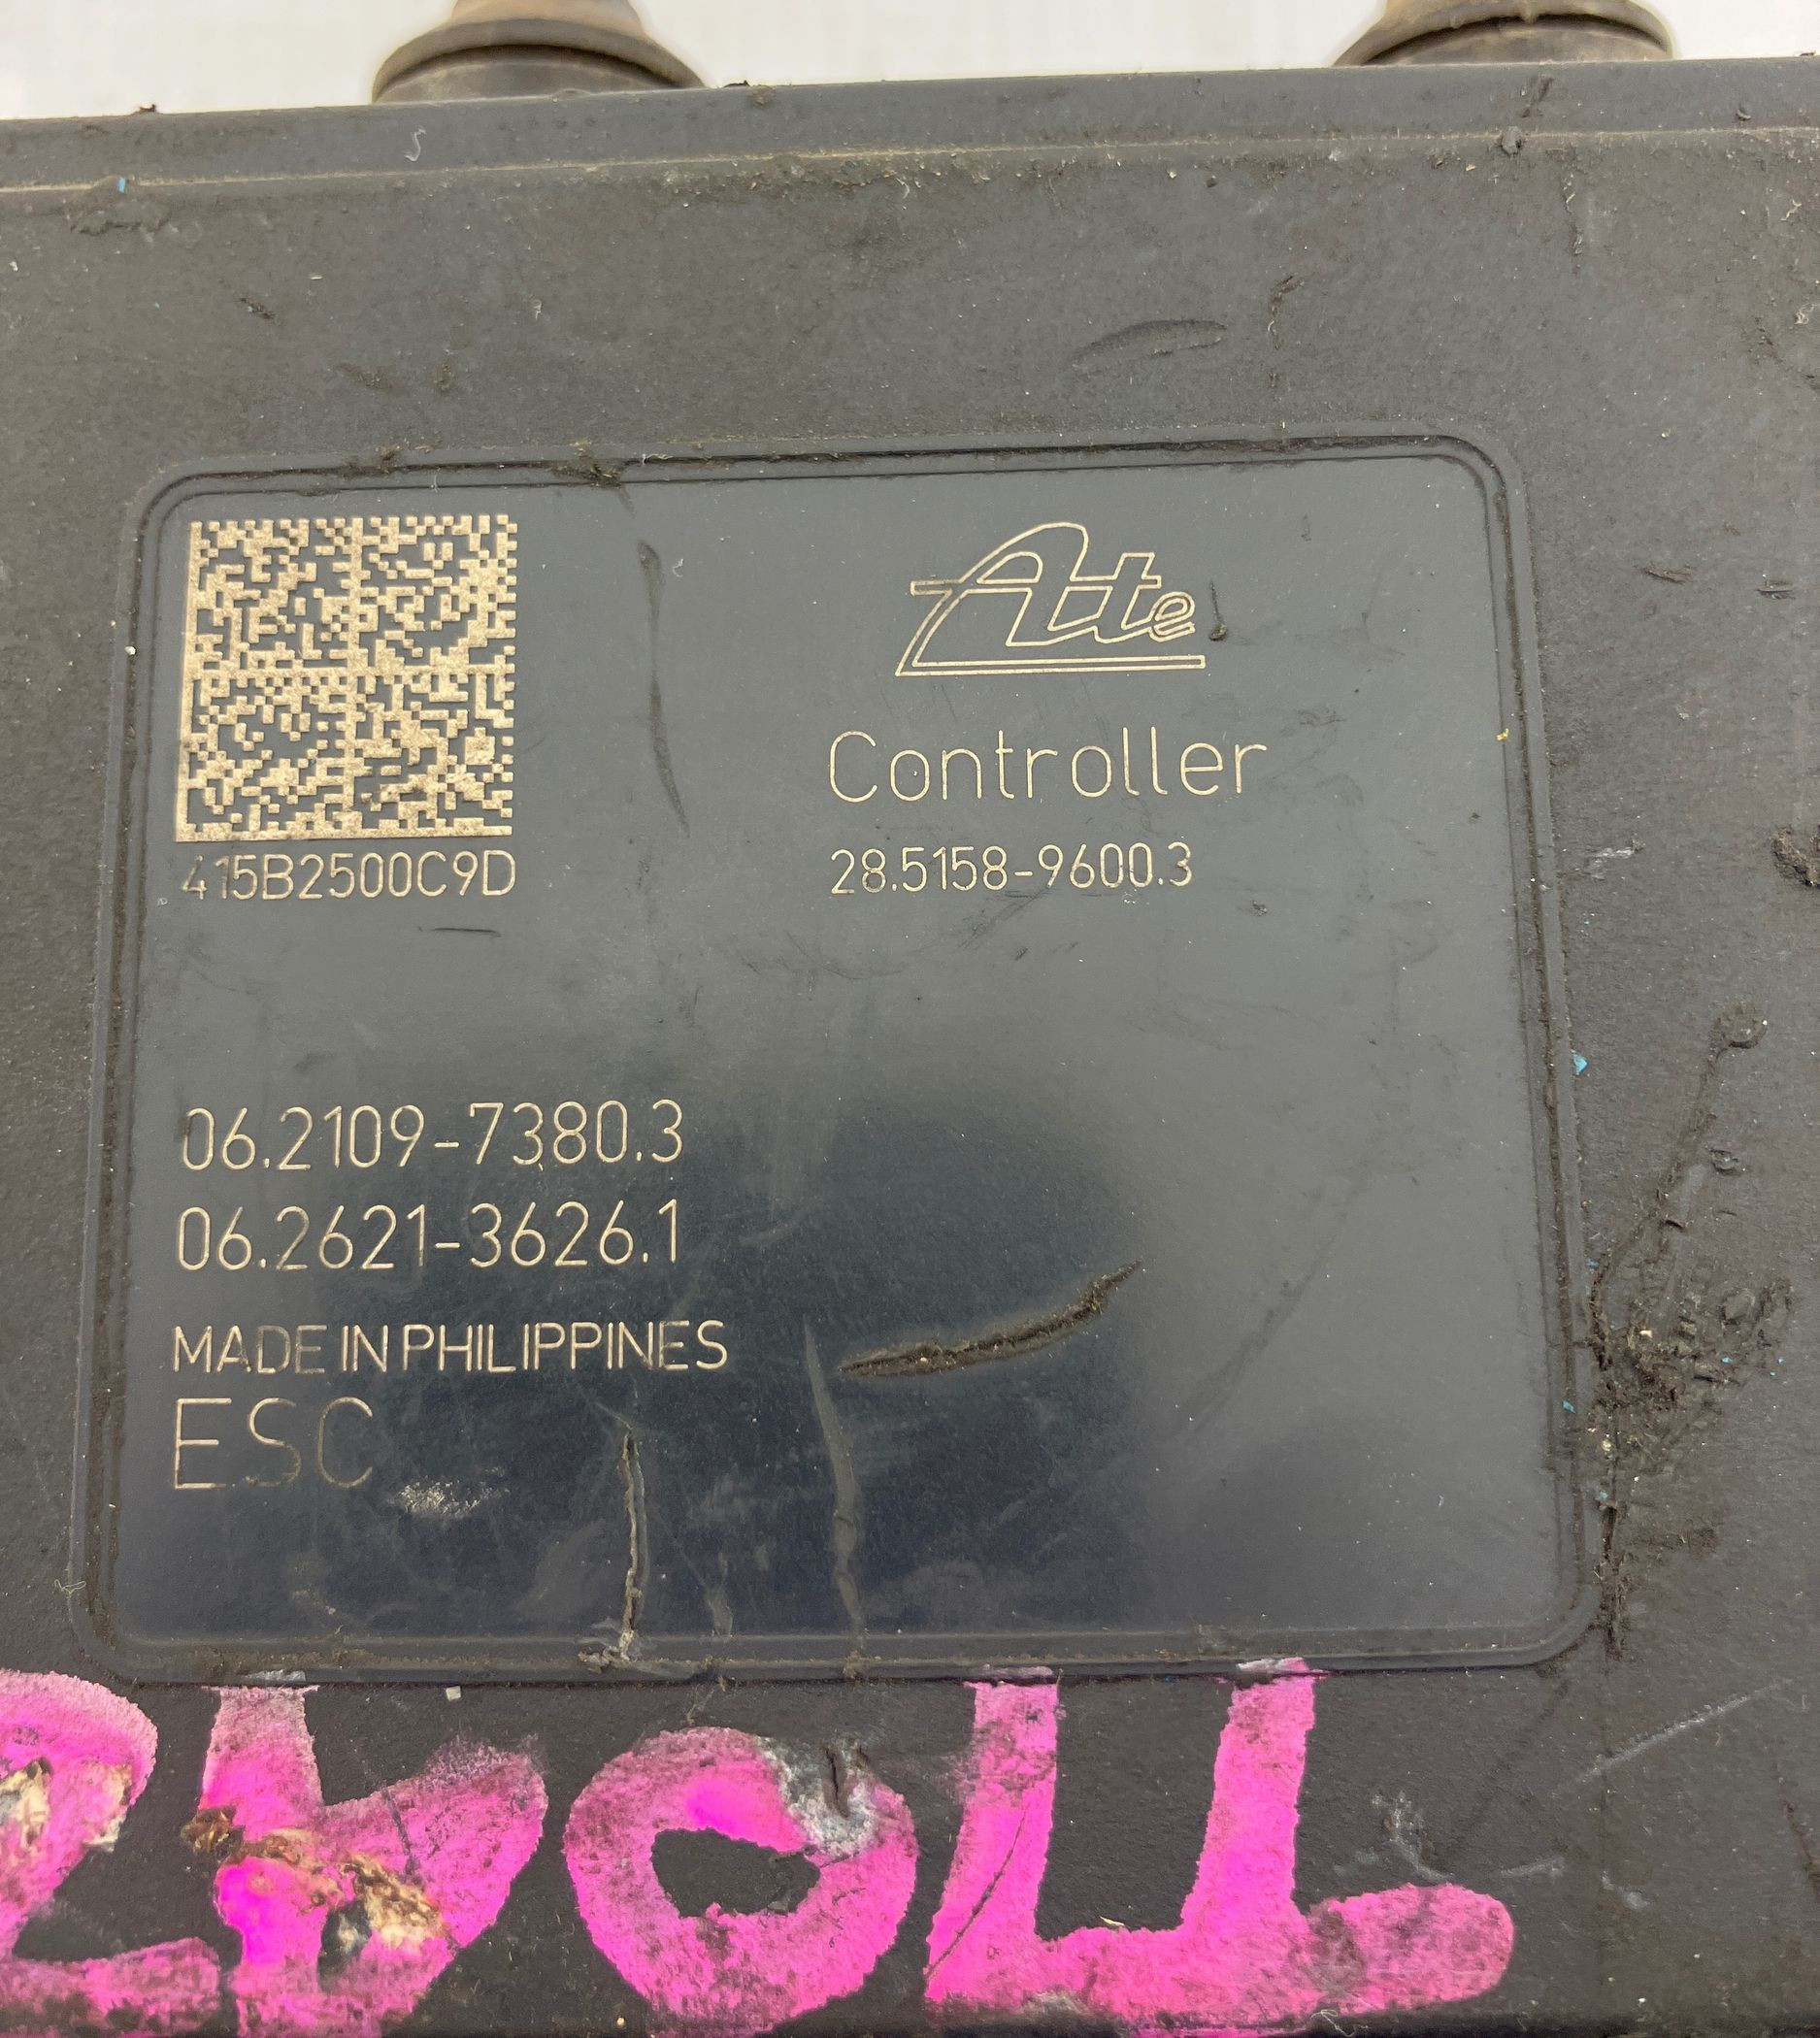 Ate
Controller
28.5158-9600.3
415B2500C9D
06.2109-7380.3
06.2621-3626.1
MADE IN PHILIPPINES
ESC